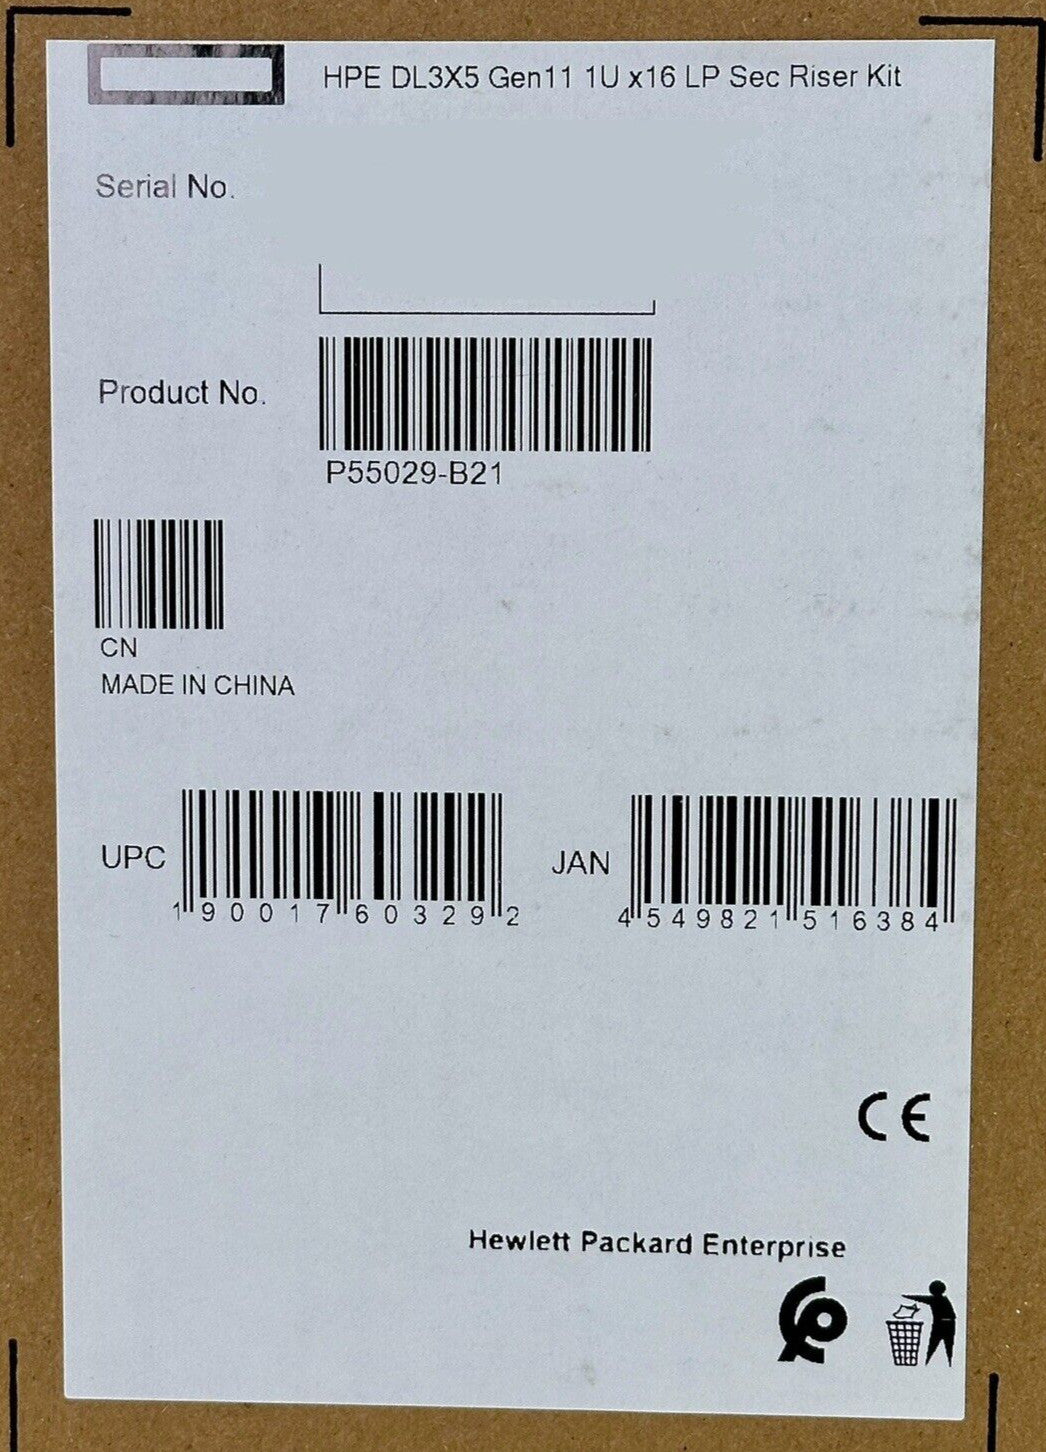 HPE DL3X5 Gen11 1U x16 LP Sec Riser Kit
Serial No.
Product No.
P55029-B21
CN
MADE IN CHINA
UPC 1 90017 60329 2
JAN 4 549821 516384
CE
Hewlett Packard Enterprise